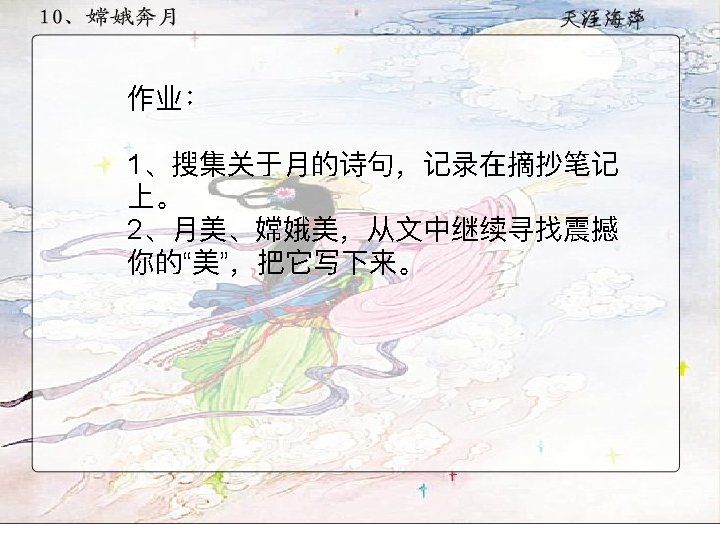 10、嫦娥奔月
天涯海萍
作业：
1、搜集关于月的诗句，记录在摘抄笔记
上。
2、月美、嫦娥美，从文中继续寻找震撼
你的“美”，把它写下来。